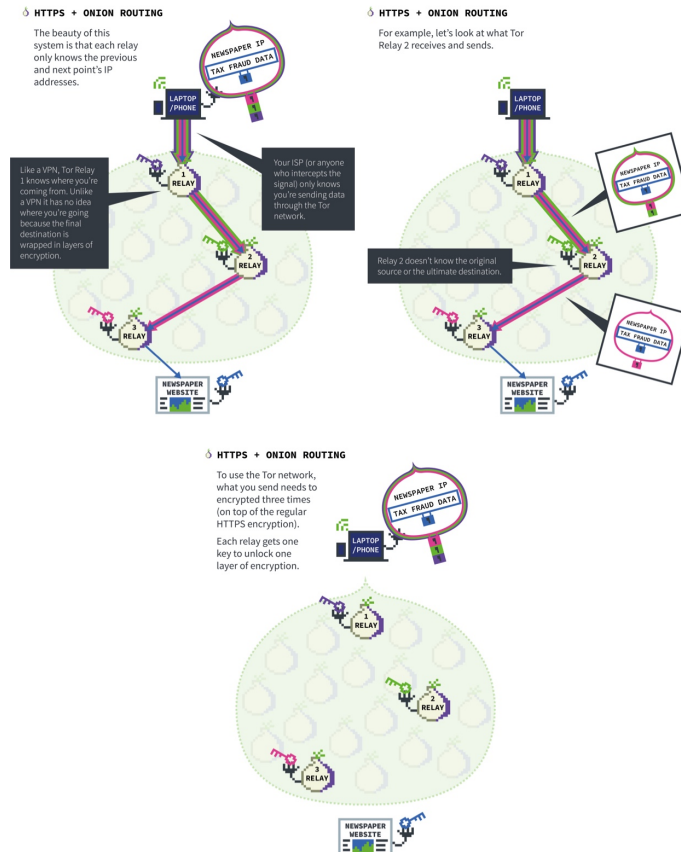 HTTPS + ONION ROUTING
The beauty of this
system is that each relay
only knows the previous
and next point's IP
addresses.
NEWSPAPER IP
TAX FRAUD DATA
LAPTOP
/PHONE
Like a VPN, Tor Relay
1 knows where you're
coming from. Unlike
a VPN it has no idea
where you're going
because the final
destination is
wrapped in layers of
encryption.
Your ISP (or anyone
who intercepts the
signal) only knows
you're sending data
through the Tor
network.
1
RELAY
2
RELAY
3
RELAY
NEWSPAPER
WEBSITE
HTTPS + ONION ROUTING
For example, let's look at what Tor
Relay 2 receives and sends.
LAPTOP
/PHONE
1
RELAY
NEWSPAPER IP
TAX FRAUD DATA
Relay 2 doesn't know the original
source or the ultimate destination.
2
RELAY
3
RELAY
NEWSPAPER IP
TAX FRAUD DATA
NEWSPAPER
WEBSITE
HTTPS + ONION ROUTING
To use the Tor network,
what you send needs to
encrypted three times
(on top of the regular
HTTPS encryption).
Each relay gets one
key to unlock one
layer of encryption.
NEWSPAPER IP
TAX FRAUD DATA
LAPTOP
/PHONE
1
RELAY
2
RELAY
3
RELAY
NEWSPAPER
WEBSITE